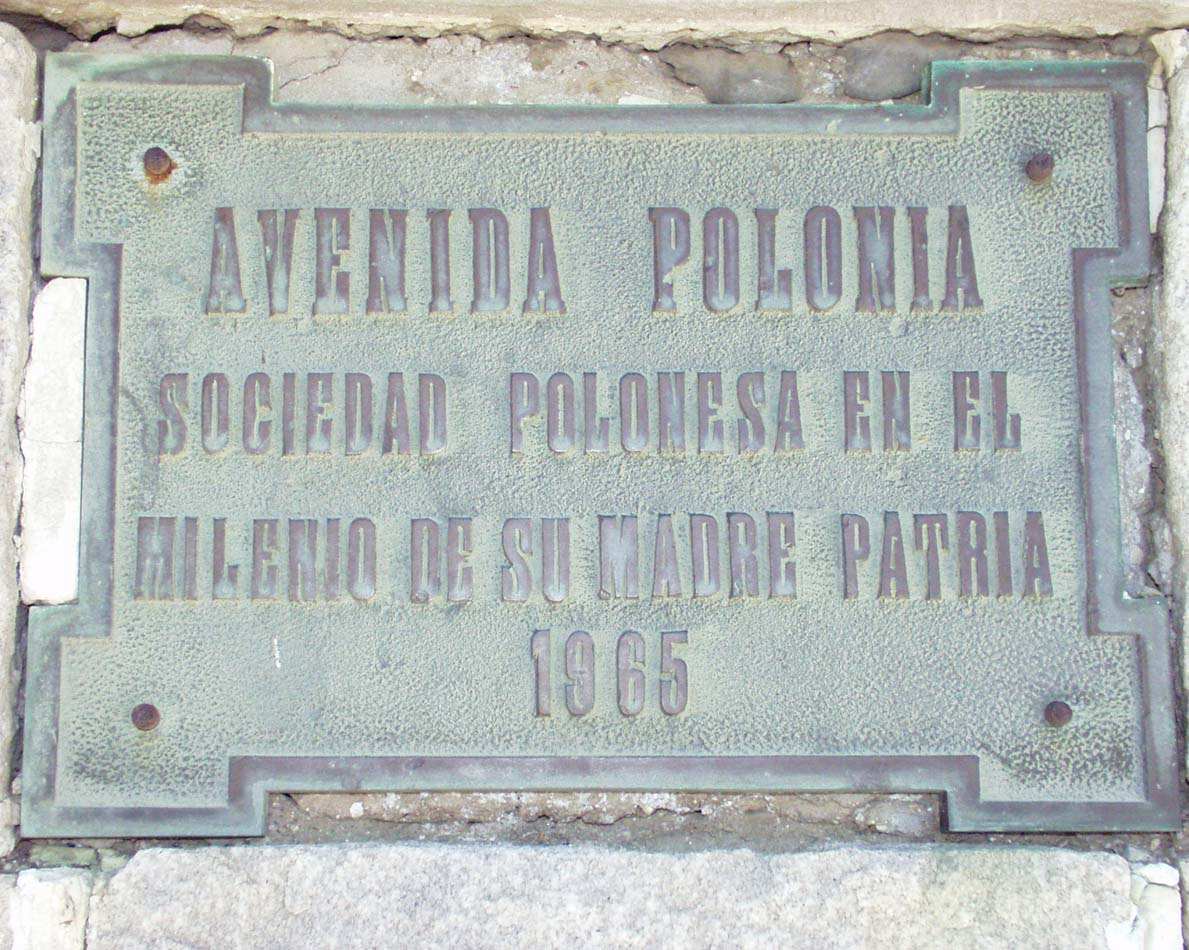 AVENIDA POLONIA
SOCIEDAD POLONESA EN EL
MILENIO DE SU MADRE PATRIA
1965